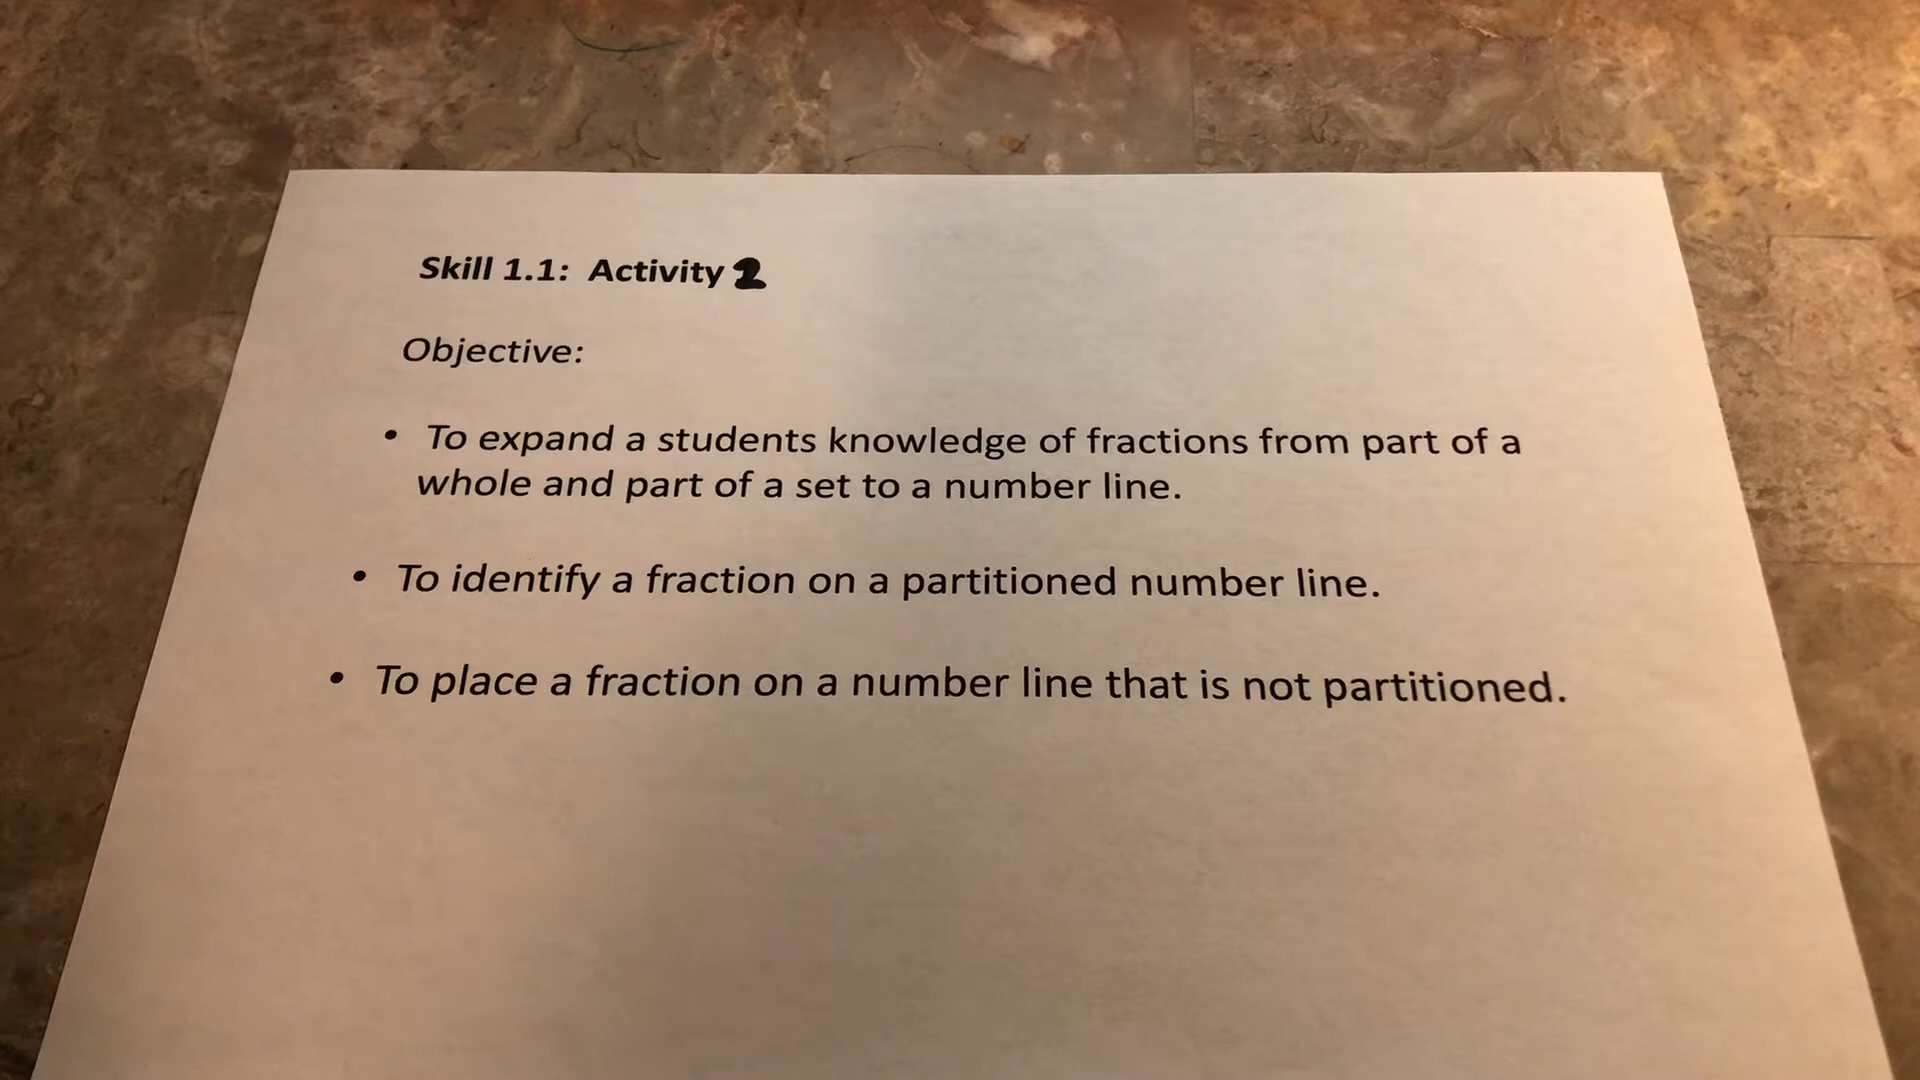 Skill 1.1: Activity 2
Objective:
• To expand a students knowledge of fractions from part of a
whole and part of a set to a number line.
• To identify a fraction on a partitioned number line.
• To place a fraction on a number line that is not partitioned.